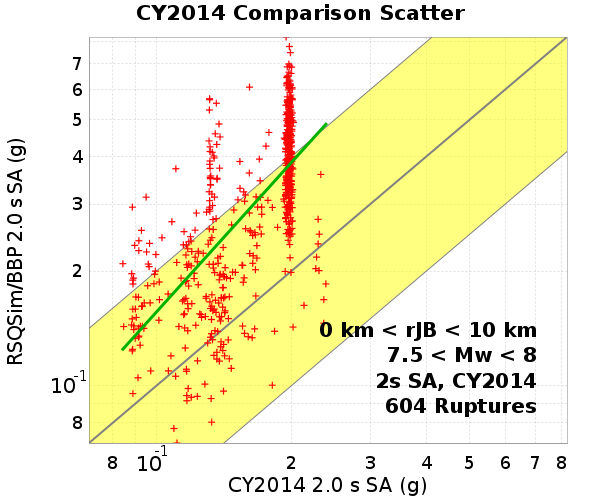 CY2014 Comparison Scatter
RSQSim/BBP 2.0 s SA (g)
7
6
5
4
3
2
10-1
8
0 km < rJB < 10 km
7.5 < Mw < 8
2s SA, CY2014
604 Ruptures
8 10-1 2 3 4 5 6 7 8
CY2014 2.0 s SA (g)